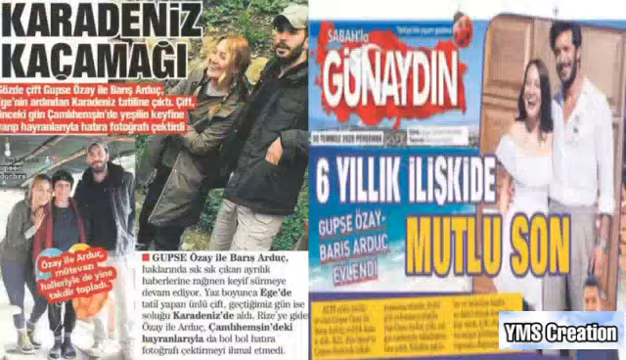 KARADENİZ
KAÇAMAĞI
Gözde çift Gupse Özay ile Barış Arduç,
Ege'nin ardından Karadeniz tatiline çıktı. Çift,
önceki gün Çamlıhemşin'de yeşilin keyfine
varıp hayranlarıyla hatıra fotoğrafı çektirdi
Özay ile Arduç,
mütevazı
halleriyle de yine
takdir topladı.
■ GUPSE Özay ile Barış Arduç,
haklarında sık sık çıkan ayrılık
haberlerine rağmen keyif sürmeye
devam ediyor. Yaz boyunca Ege'de
tatil yapan ünlü çift, geçtiğimiz gün ise
soluğu Karadeniz'de aldı. Rize'ye gide
Özay ile Arduç, Çamlıhemşin'deki
hayranlarıyla da bol bol hatıra
fotoğrafı çektirmeyi ihmal etmedi.
SABAH'la
GÜNAYDIN
6 YILLIK İLİŞKİDE
GUPSE ÖZAY-
BARIŞ ARDUÇ
EVLENDİ
MUTLU SON
YMS Creation